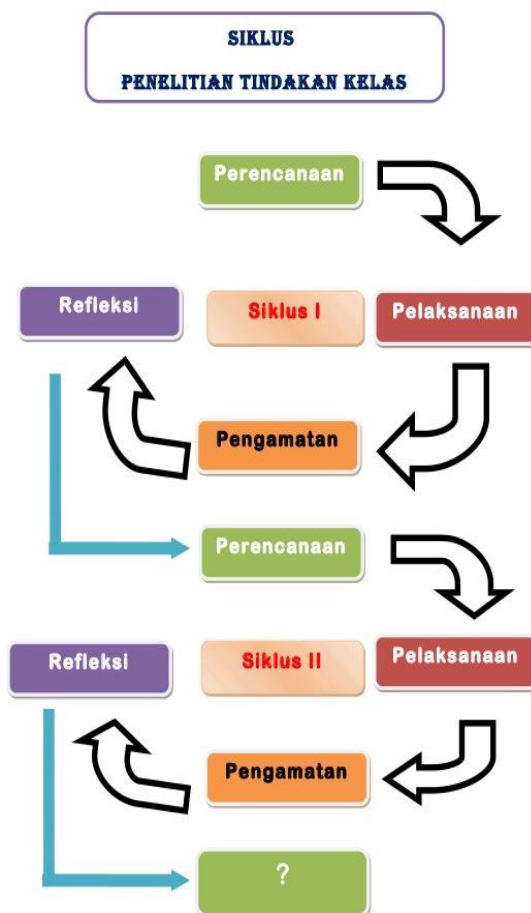 SIKLUS
PENELITIAN TINDAKAN KELAS
Perencanaan
Refleksi
Siklus I
Pelaksanaan
Pengamatan
Perencanaan
Refleksi
Siklus II
Pelaksanaan
Pengamatan
?